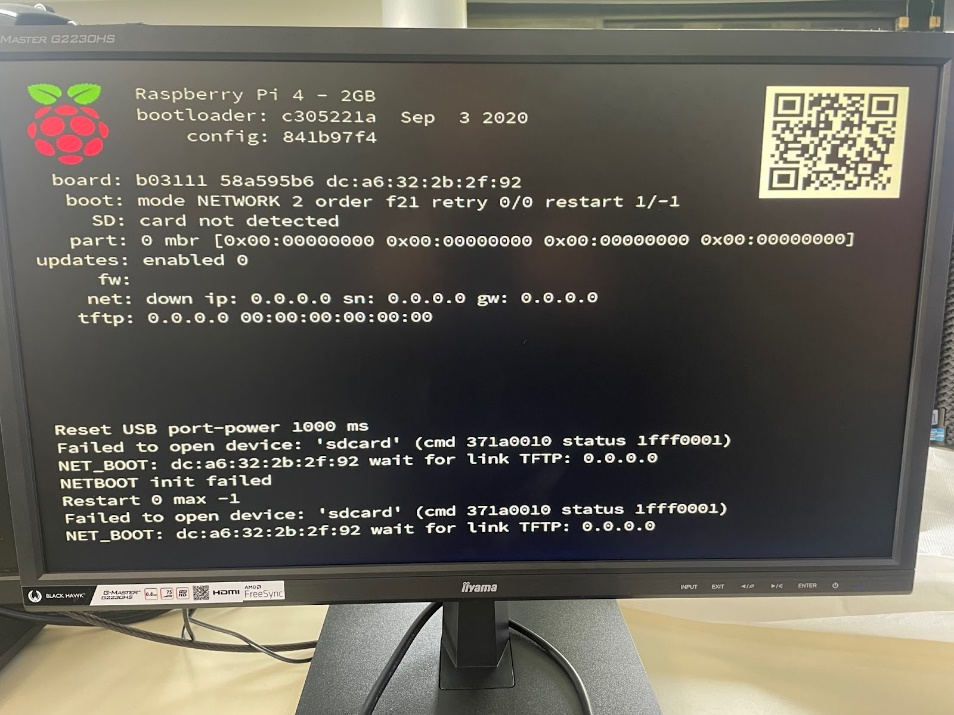 Master G2230HS
Raspberry Pi 4 - 2GB
bootloader: c305221a Sep 3 2020
config: 841b97f4
board: b03111 58a595b6 dc:a6:32:2b:2f:92
boot: mode NETWORK 2 order f21 retry 0/0 restart 1/-1
SD: card not detected
part: 0 mbr [0x00:00000000 0x00:00000000 0x00:00000000 0x00:00000000]
updates: enabled 0
fw:
net: down ip: 0.0.0.0 sn: 0.0.0.0 gw: 0.0.0.0
tftp: 0.0.0.0 00:00:00:00:00:00
Reset USB port-power 1000 ms
Failed to open device: 'sdcard' (cmd 371a0010 status 1fff0001)
NET_BOOT: dc:a6:32:2b:2f:92 wait for link TFTP: 0.0.0.0
NETBOOT init failed
Restart 0 max -1
Failed to open device: 'sdcard' (cmd 371a0010 status 1fff0001)
NET_BOOT: dc:a6:32:2b:2f:92 wait for link TFTP: 0.0.0.0
BLACK HAWK G-Master G2230HS HDMI AMD FreeSync
iiyama
INPUT EXIT ENTER